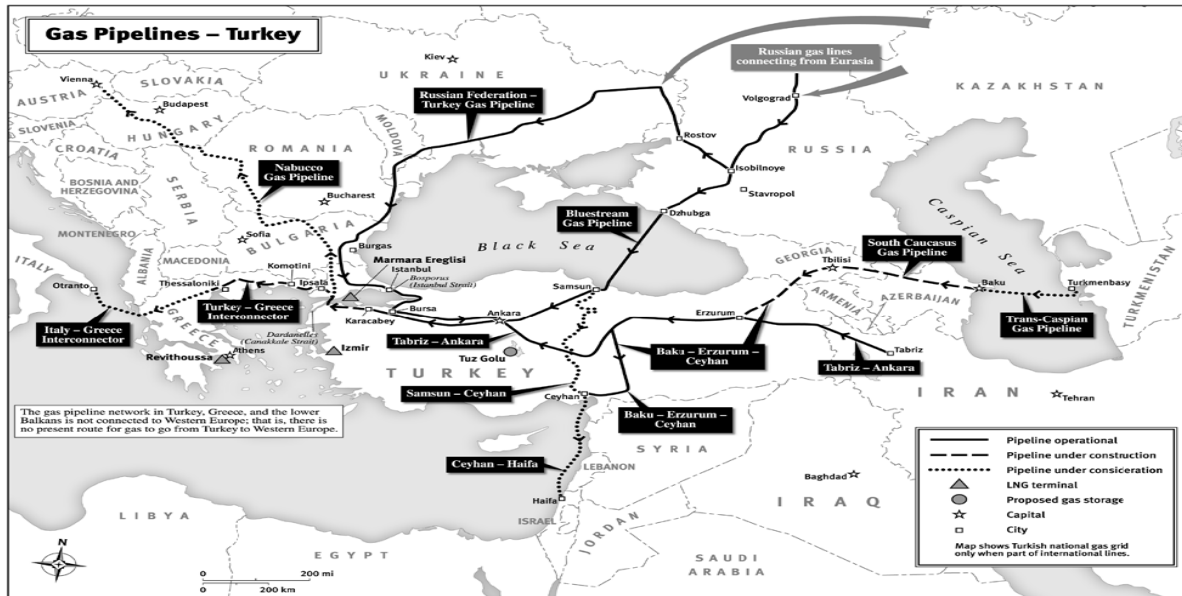 Gas Pipelines – Turkey
Russian gas lines
connecting from Eurasia
Kiev
UKRAINE
KAZAKHSTAN
Vienna
SLOVAKIA
AUSTRIA
Budapest
HUNGARY
SLOVENIA
CROATIA
ROMANIA
MOLDOVA
Russian Federation –
Turkey Gas Pipeline
Volgograd
Rostov
RUSSIA
Isobilnoye
Stavropol
BOSNIA AND
HERZEGOVINA
SERBIA
Nabucco
Gas Pipeline
Bucharest
Dzhubga
Bluestream
Gas Pipeline
Caspian Sea
MONTENEGRO
Sofia
BULGARIA
Burgas
Black Sea
GEORGIA
Tbilisi
South Caucasus
Gas Pipeline
ITALY
ALBANIA
MACEDONIA
Komotini
Marmara Ereglisi
Istanbul
Bosporus
(Istanbul Strait)
Otranto
Thessaloniki
Ipsala
Samsun
ARMENIA
AZERBAIJAN
Baku
Turkmenbasy
TURKMENISTAN
Turkey – Greece
Interconnector
Karacabey
Bursa
Ankara
Erzurum
Trans-Caspian
Gas Pipeline
Italy – Greece
Interconnector
GREECE
Dardanelles
(Canakkale Strait)
Tabriz – Ankara
Baku – Erzurum –
Ceyhan
Tabriz
Tabriz – Ankara
Revithoussa
Athens
Izmir
TURKEY
Tuz Golu
IRAN
Samsun – Ceyhan
Ceyhan
Baku – Erzurum –
Ceyhan
Tehran
The gas pipeline network in Turkey, Greece, and the lower
Balkans is not connected to Western Europe; that is, there is
no present route for gas to go from Turkey to Western Europe.
Ceyhan – Haifa
SYRIA
LEBANON
Haifa
ISRAEL
JORDAN
Baghdad
IRAQ
LIBYA
EGYPT
SAUDI
ARABIA
N
0 200 mi
0 200 km
Pipeline operational
Pipeline under construction
Pipeline under consideration
LNG terminal
Proposed gas storage
Capital
City
Map shows Turkish national gas grid
only when part of international lines.